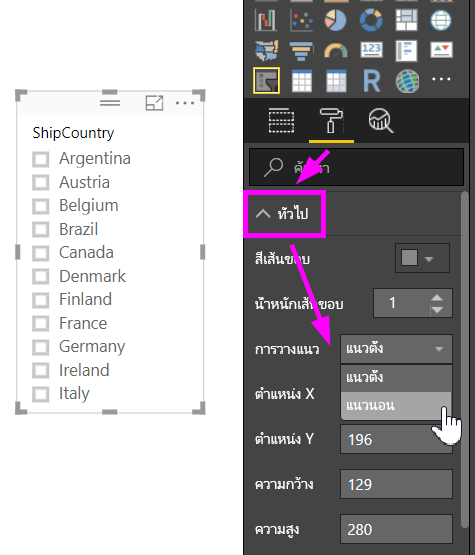 ShipCountry
Argentina
Austria
Belgium
Brazil
Canada
Denmark
Finland
France
Germany
Ireland
Italy
123
R
ทั่วไป
สีเส้นขอบ
น้ำหนักเส้นขอบ 1
การวางแนว แนวตั้ง
แนวตั้ง
แนวนอน
ตำแหน่ง X
ตำแหน่ง Y 196
ความกว้าง 129
ความสูง 280